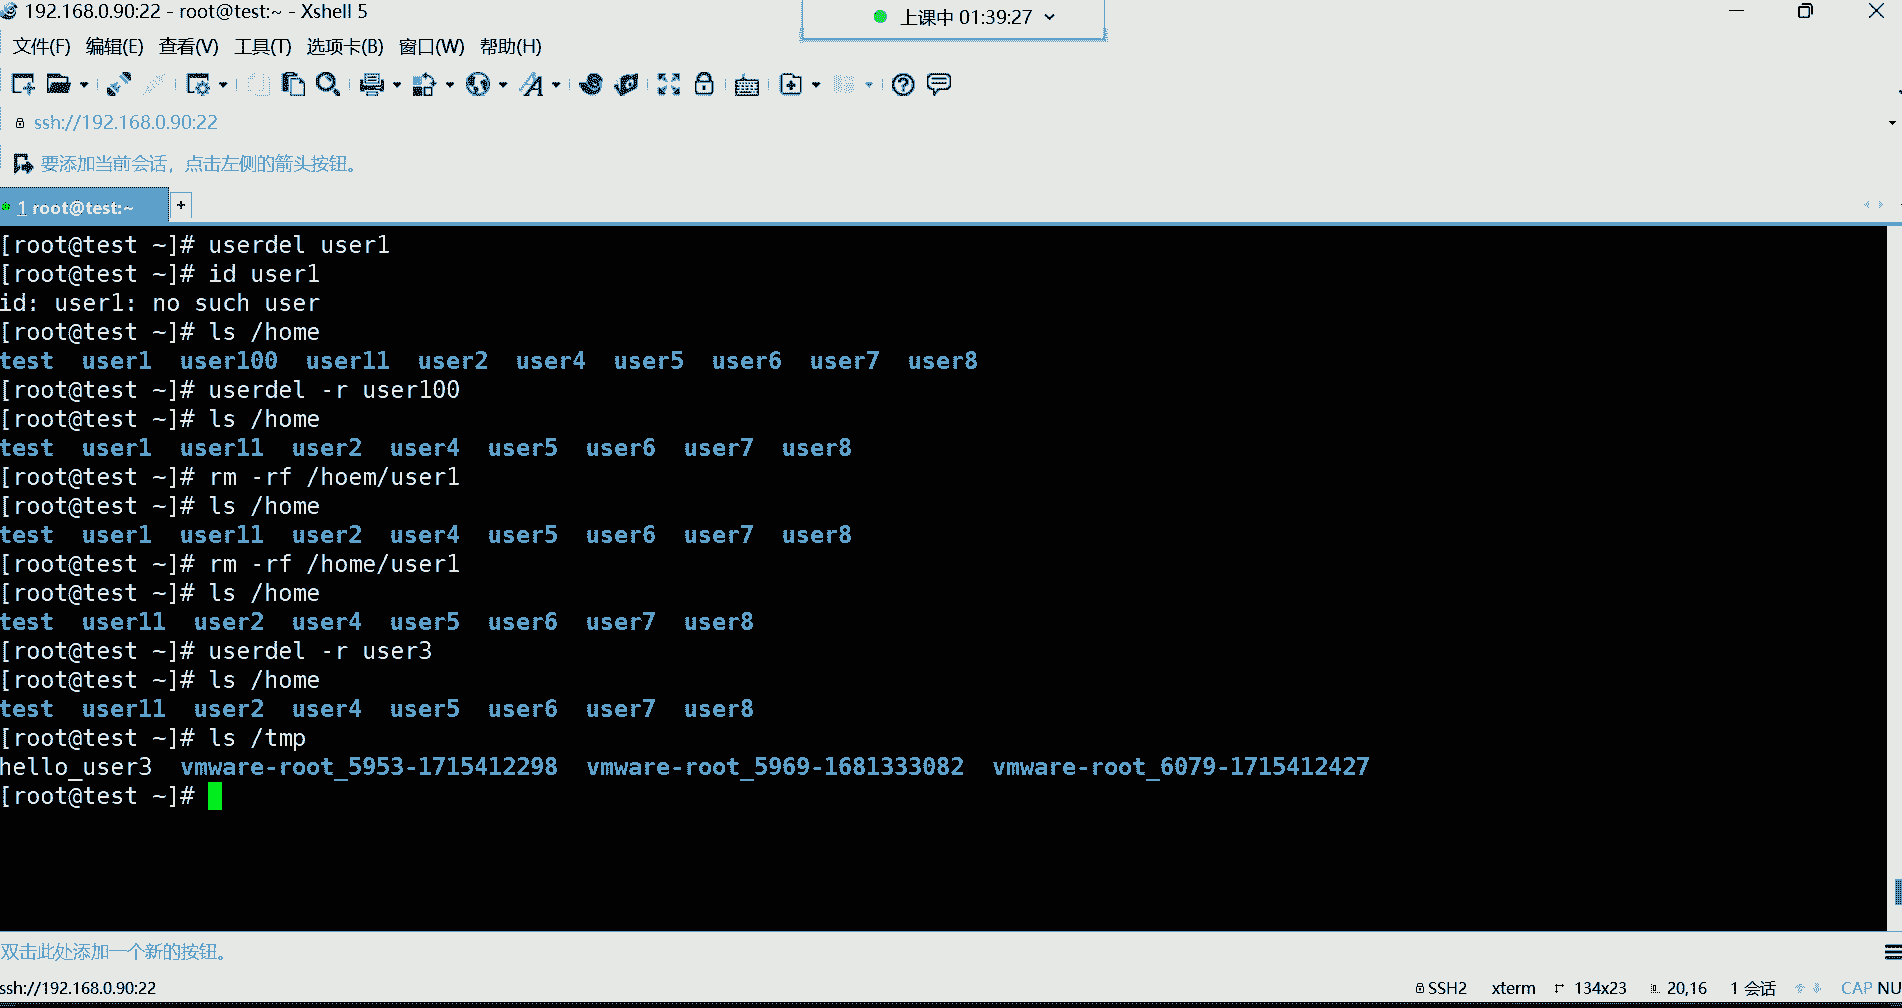 192.168.0.90:22 - root@test:~ - Xshell 5
上课中 01:39:27
文件(F) 编辑(E) 查看(V) 工具(T) 选项卡(B) 窗口(W) 帮助(H)
ssh://192.168.0.90:22
要添加当前会话，点击左侧的箭头按钮。
1 root@test:~ +
[root@test ~]# userdel user1
[root@test ~]# id user1
id: user1: no such user
[root@test ~]# ls /home
test user1 user100 user11 user2 user4 user5 user6 user7 user8
[root@test ~]# userdel -r user100
[root@test ~]# ls /home
test user1 user11 user2 user4 user5 user6 user7 user8
[root@test ~]# rm -rf /hoem/user1
[root@test ~]# ls /home
test user1 user11 user2 user4 user5 user6 user7 user8
[root@test ~]# rm -rf /home/user1
[root@test ~]# ls /home
test user11 user2 user4 user5 user6 user7 user8
[root@test ~]# userdel -r user3
[root@test ~]# ls /home
test user11 user2 user4 user5 user6 user7 user8
[root@test ~]# ls /tmp
hello_user3 vmware-root_5953-1715412298 vmware-root_5969-1681333082 vmware-root_6079-1715412427
[root@test ~]#
双击此处添加一个新的按钮。
ssh://192.168.0.90:22 SSH2 xterm 134x23 20,16 1 会话 CAP NU